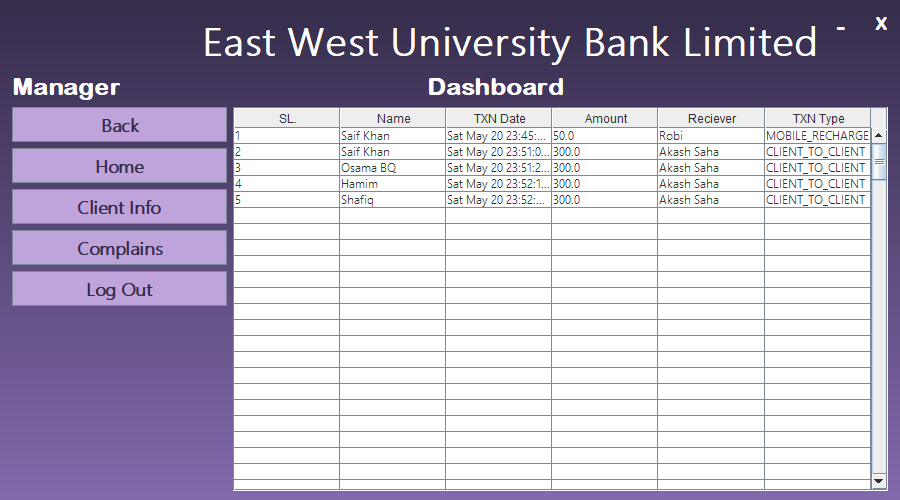 East West University Bank Limited - x
Manager Dashboard
Back
Home
Client Info
Complains
Log Out
SL. Name TXN Date Amount Reciever TXN Type
1 Saif Khan Sat May 20 23:45:... 50.0 Robi MOBILE_RECHARGE
2 Saif Khan Sat May 20 23:51:0... 300.0 Akash Saha CLIENT_TO_CLIENT
3 Osama BQ Sat May 20 23:51:2... 300.0 Akash Saha CLIENT_TO_CLIENT
4 Hamim Sat May 20 23:52:1... 300.0 Akash Saha CLIENT_TO_CLIENT
5 Shafiq Sat May 20 23:52:... 300.0 Akash Saha CLIENT_TO_CLIENT